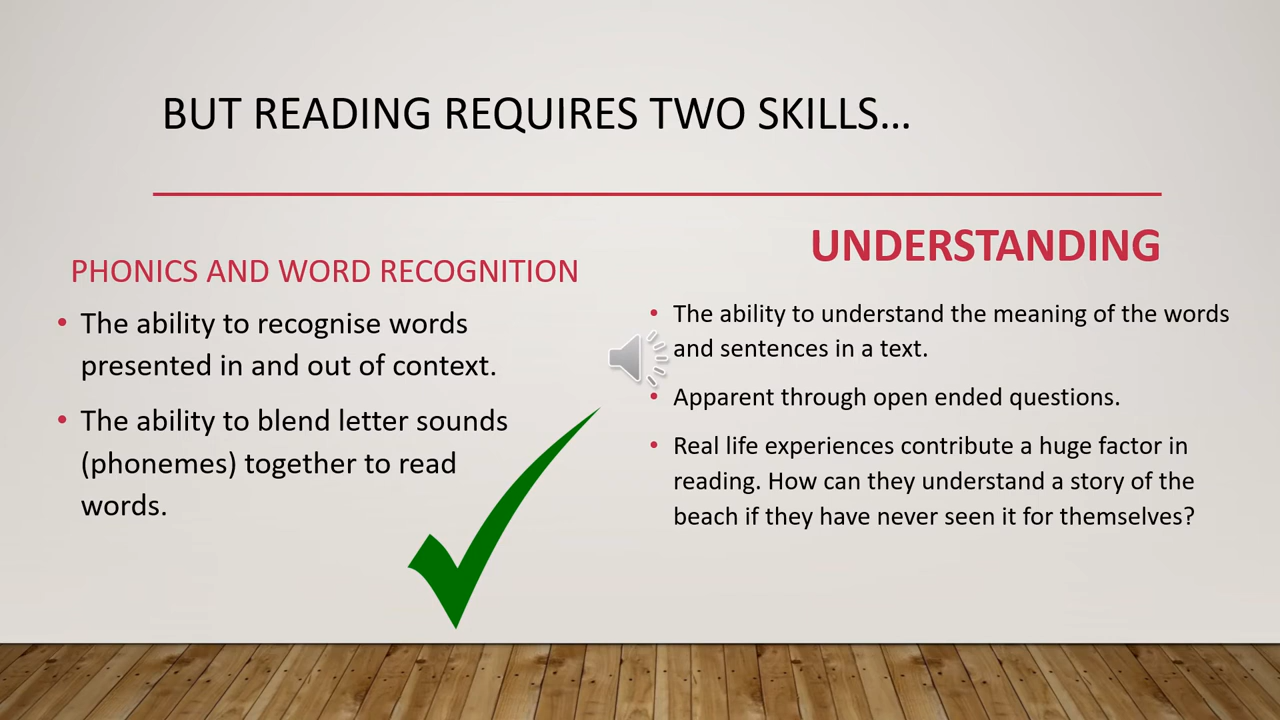 BUT READING REQUIRES TWO SKILLS…
PHONICS AND WORD RECOGNITION
• The ability to recognise words
presented in and out of context.
• The ability to blend letter sounds
(phonemes) together to read
words.
UNDERSTANDING
• The ability to understand the meaning of the words
and sentences in a text.
• Apparent through open ended questions.
• Real life experiences contribute a huge factor in
reading. How can they understand a story of the
beach if they have never seen it for themselves?